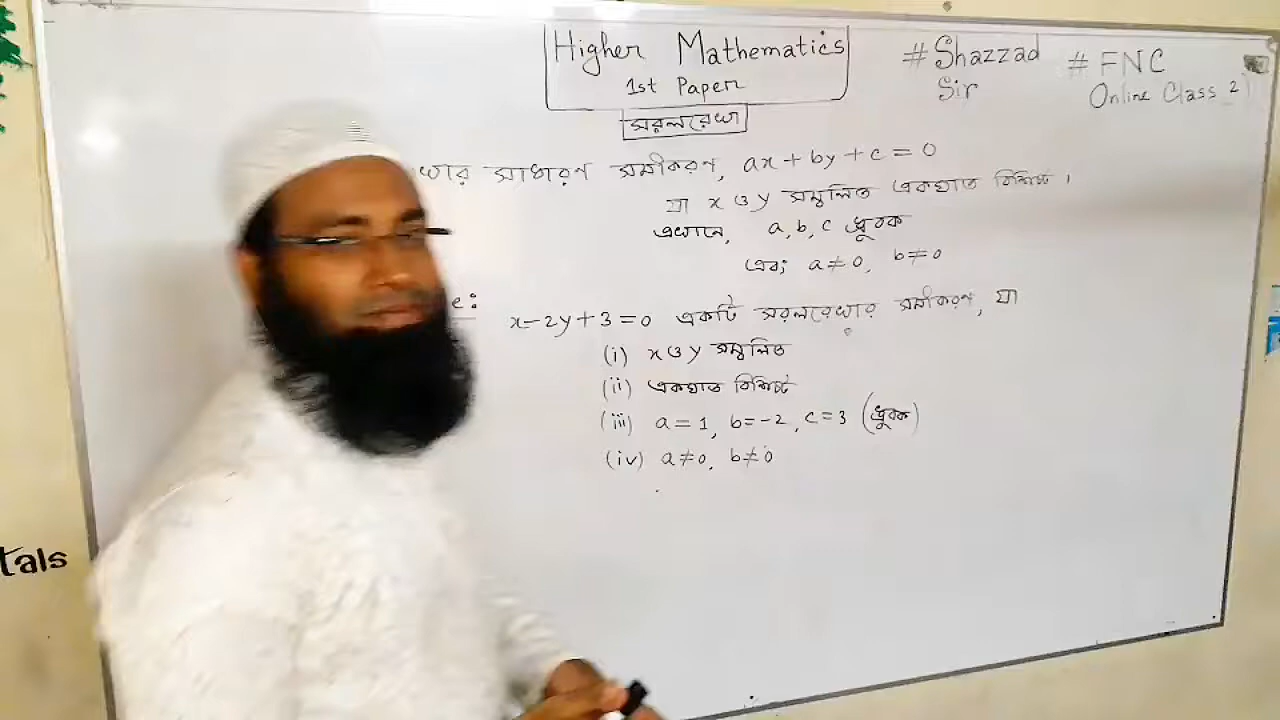 Higher Mathematics
1st Paper
# Shazzad Sir
# FNC Online Class 2
সরলরেখা
খার সাধারণ সমীকরণ, ax + by + c = 0
যা x ও y সম্বলিত একঘাত বিশিষ্ট ।
এখানে, a, b, c ধ্রুবক
এবং a ≠ 0, b ≠ 0
e:
x - 2y + 3 = 0 একটি সরলরেখার সমীকরণ, যা
(i) x ও y সম্বলিত
(ii) একঘাত বিশিষ্ট
(iii) a = 1, b = -2, c = 3 (ধ্রুবক)
(iv) a ≠ 0, b ≠ 0
tals